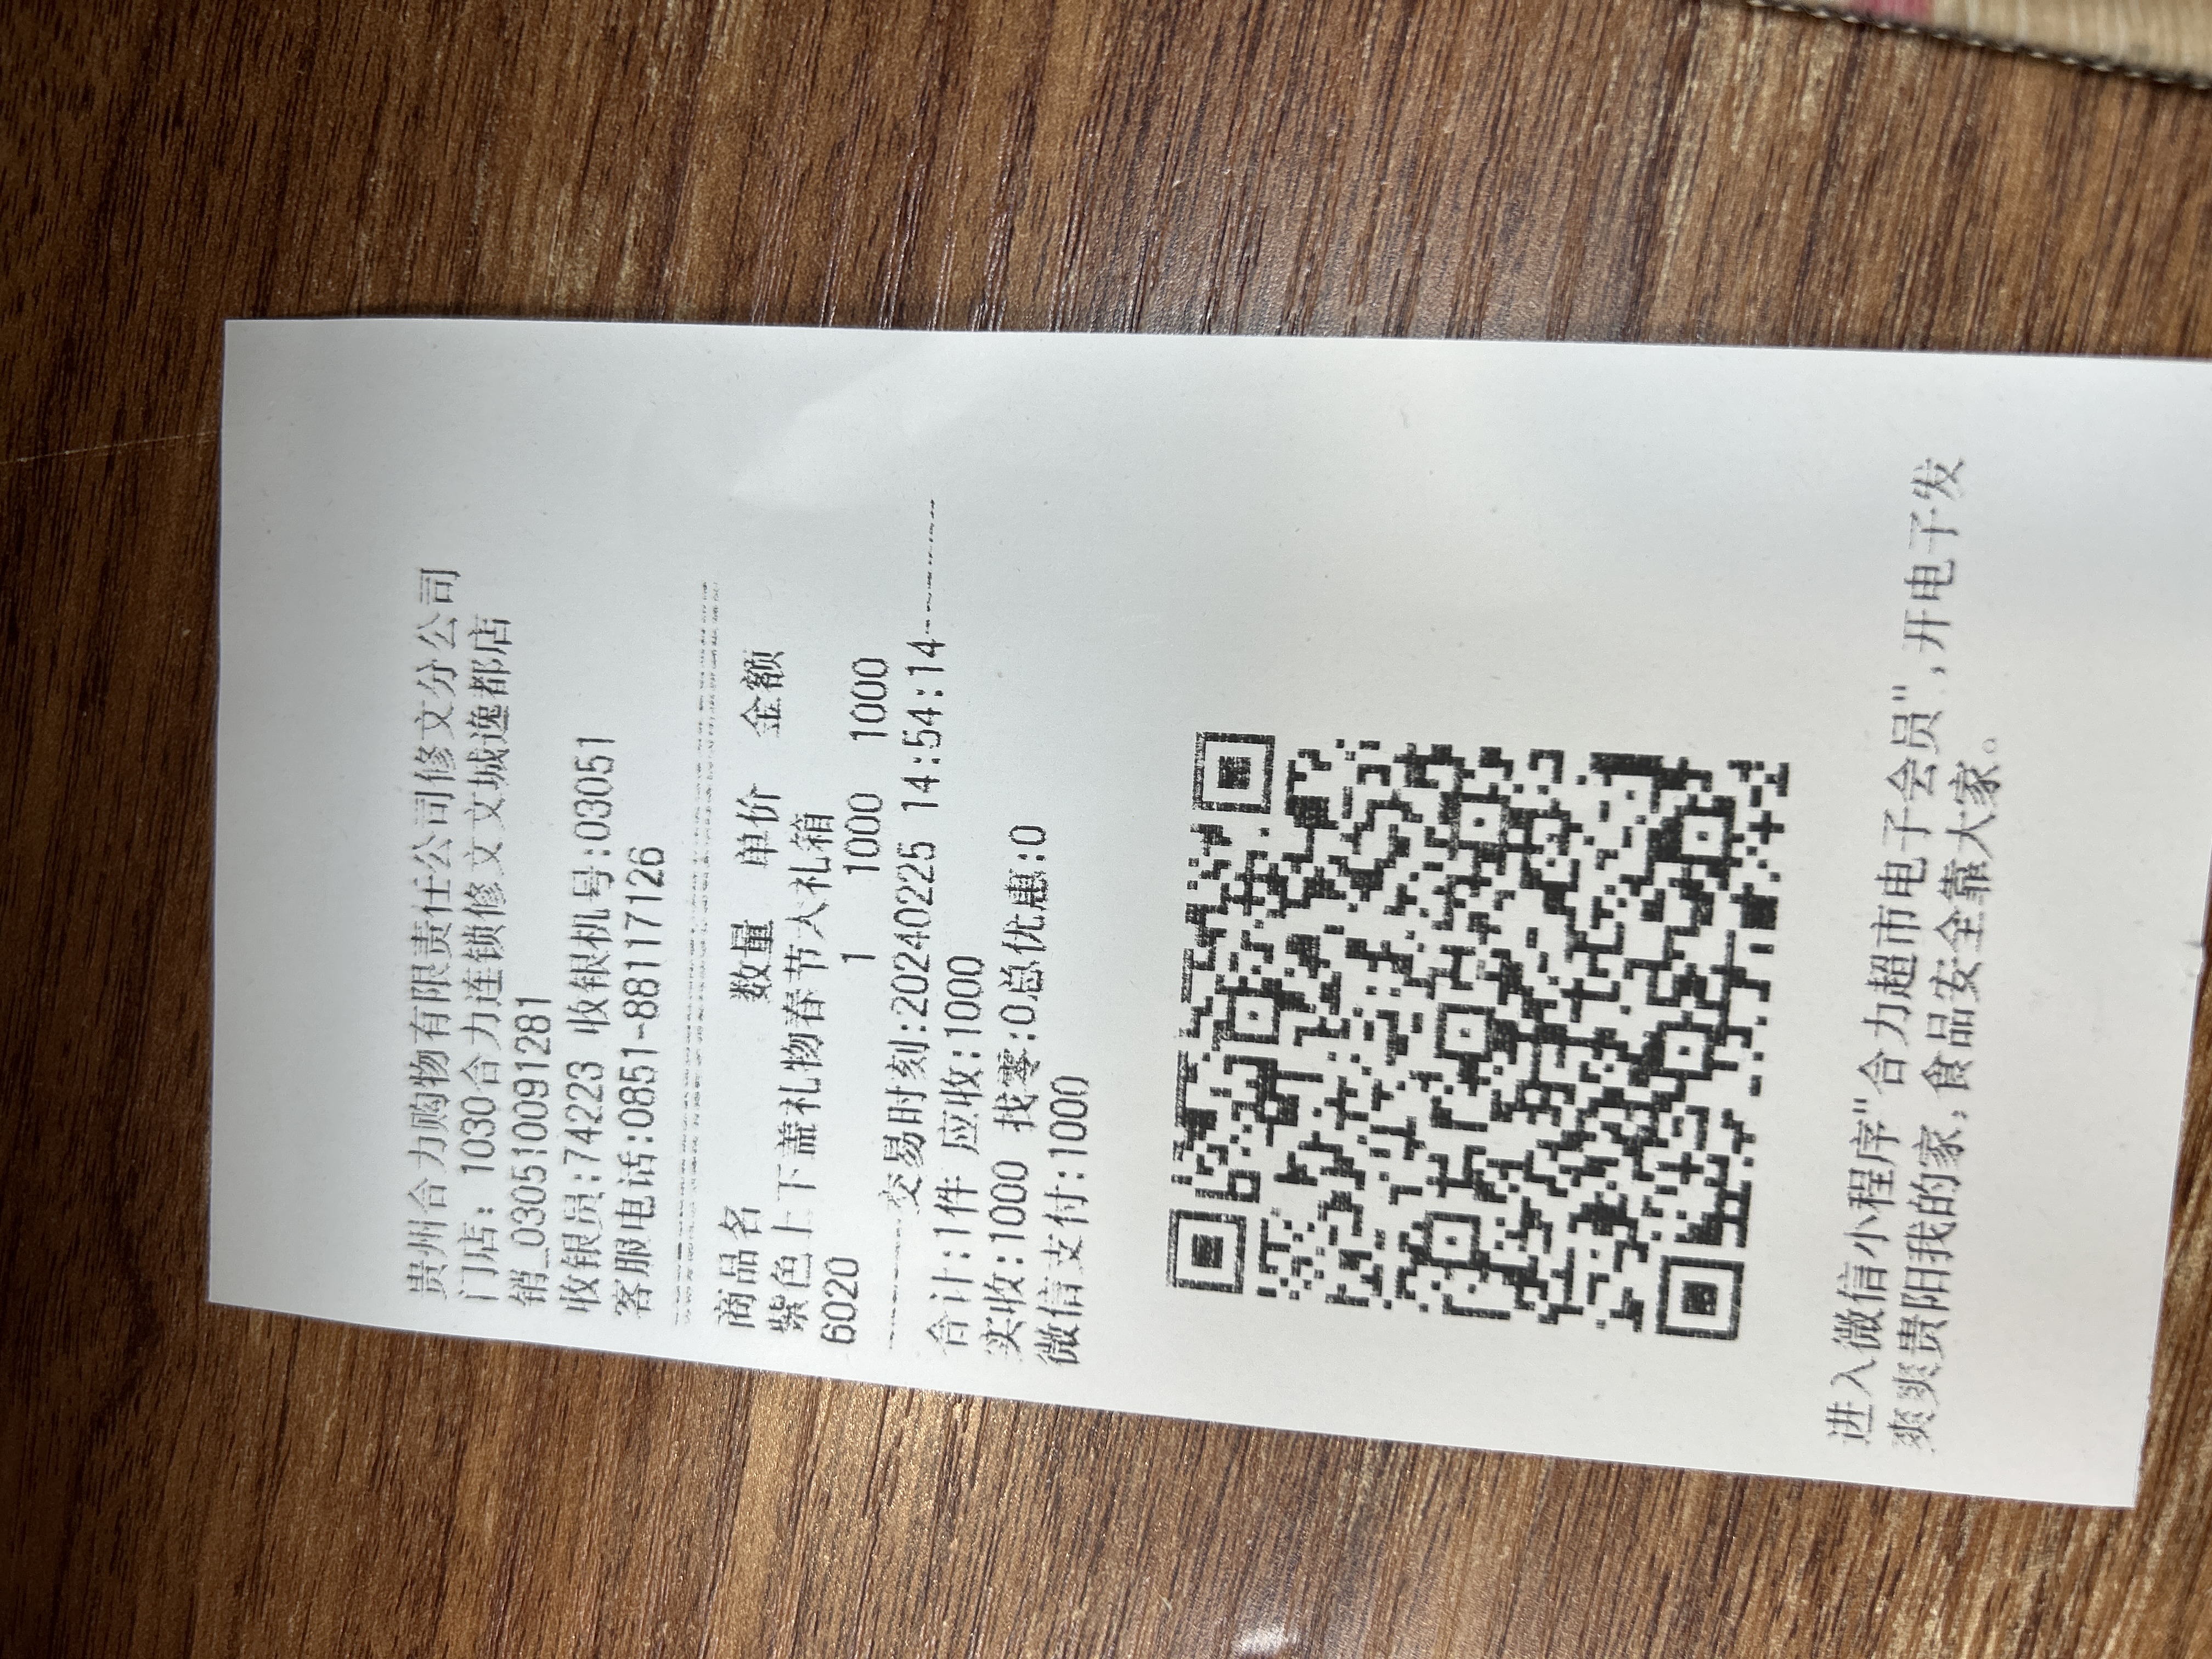 贵州合力购物有限责任公司修文分公司
门店: 1030合力连锁修文文城逸都店
销_030510091281
收银员:74223 收银机号:03051
客服电话:0851-88117126
商品名 数量 单价 金额
紫色上下盖礼物春节大礼箱
6020 1 1000 1000
交易时刻:20240225 14:54:14
合计:1件 应收:1000
实收:1000 找零:0总优惠:0
微信支付:1000
进入微信小程序"合力超市电子会员",开电子发
爽爽贵阳我的家,食品安全靠大家。